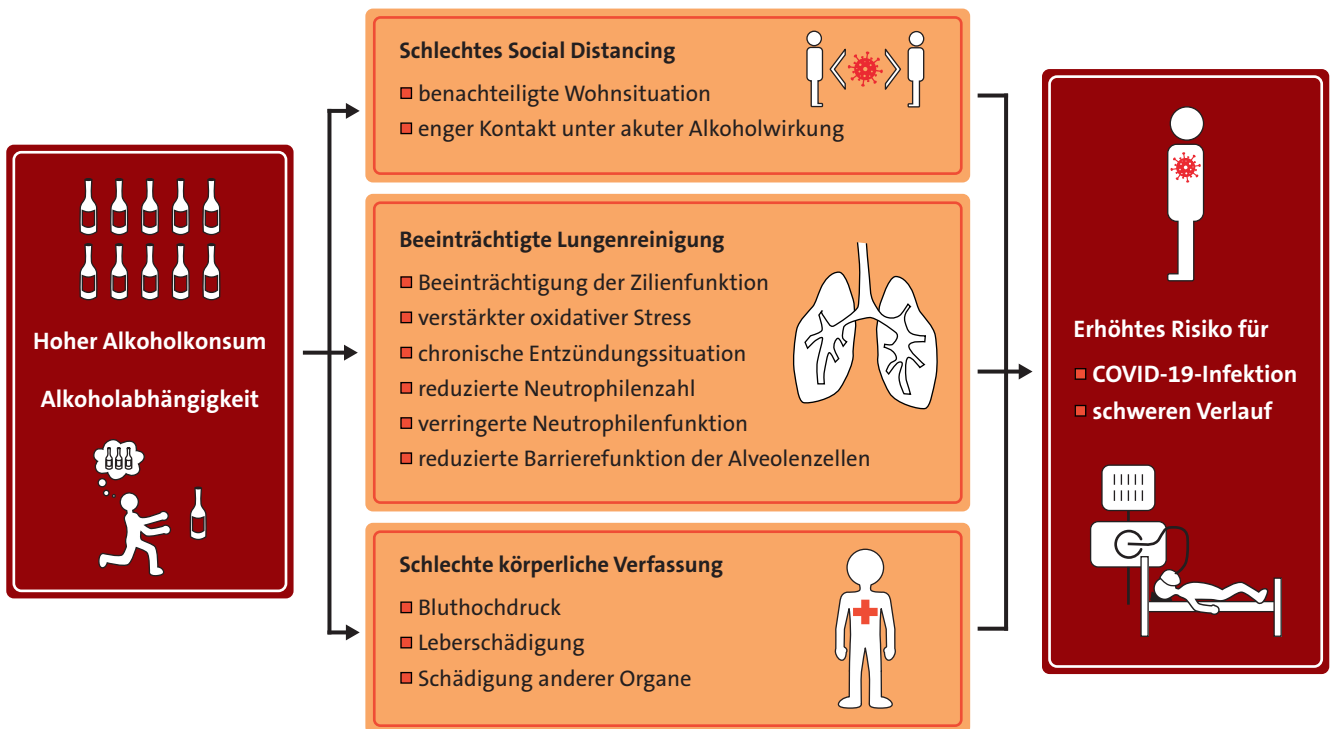 Hoher Alkoholkonsum
Alkoholabhängigkeit
Schlechtes Social Distancing
benachteiligte Wohnsituation
enger Kontakt unter akuter Alkoholwirkung
Beeinträchtigte Lungenreinigung
Beeinträchtigung der Zilienfunktion
verstärkter oxidativer Stress
chronische Entzündungssituation
reduzierte Neutrophilenzahl
verringerte Neutrophilenfunktion
reduzierte Barrierefunktion der Alveolenzellen
Schlechte körperliche Verfassung
Bluthochdruck
Leberschädigung
Schädigung anderer Organe
Erhöhtes Risiko für
COVID-19-Infektion
schweren Verlauf